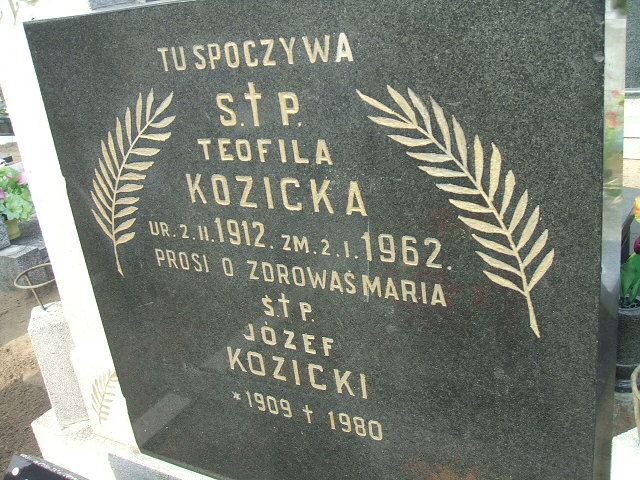 TU SPOCZYWA
Ś. † P.
TEOFILA
KOZICKA
UR. 2. II. 1912. ZM. 2. I. 1962.
PROSI O ZDROWAŚ MARIA
Ś † P.
JÓZEF
KOZICKI
* 1909 † 1980